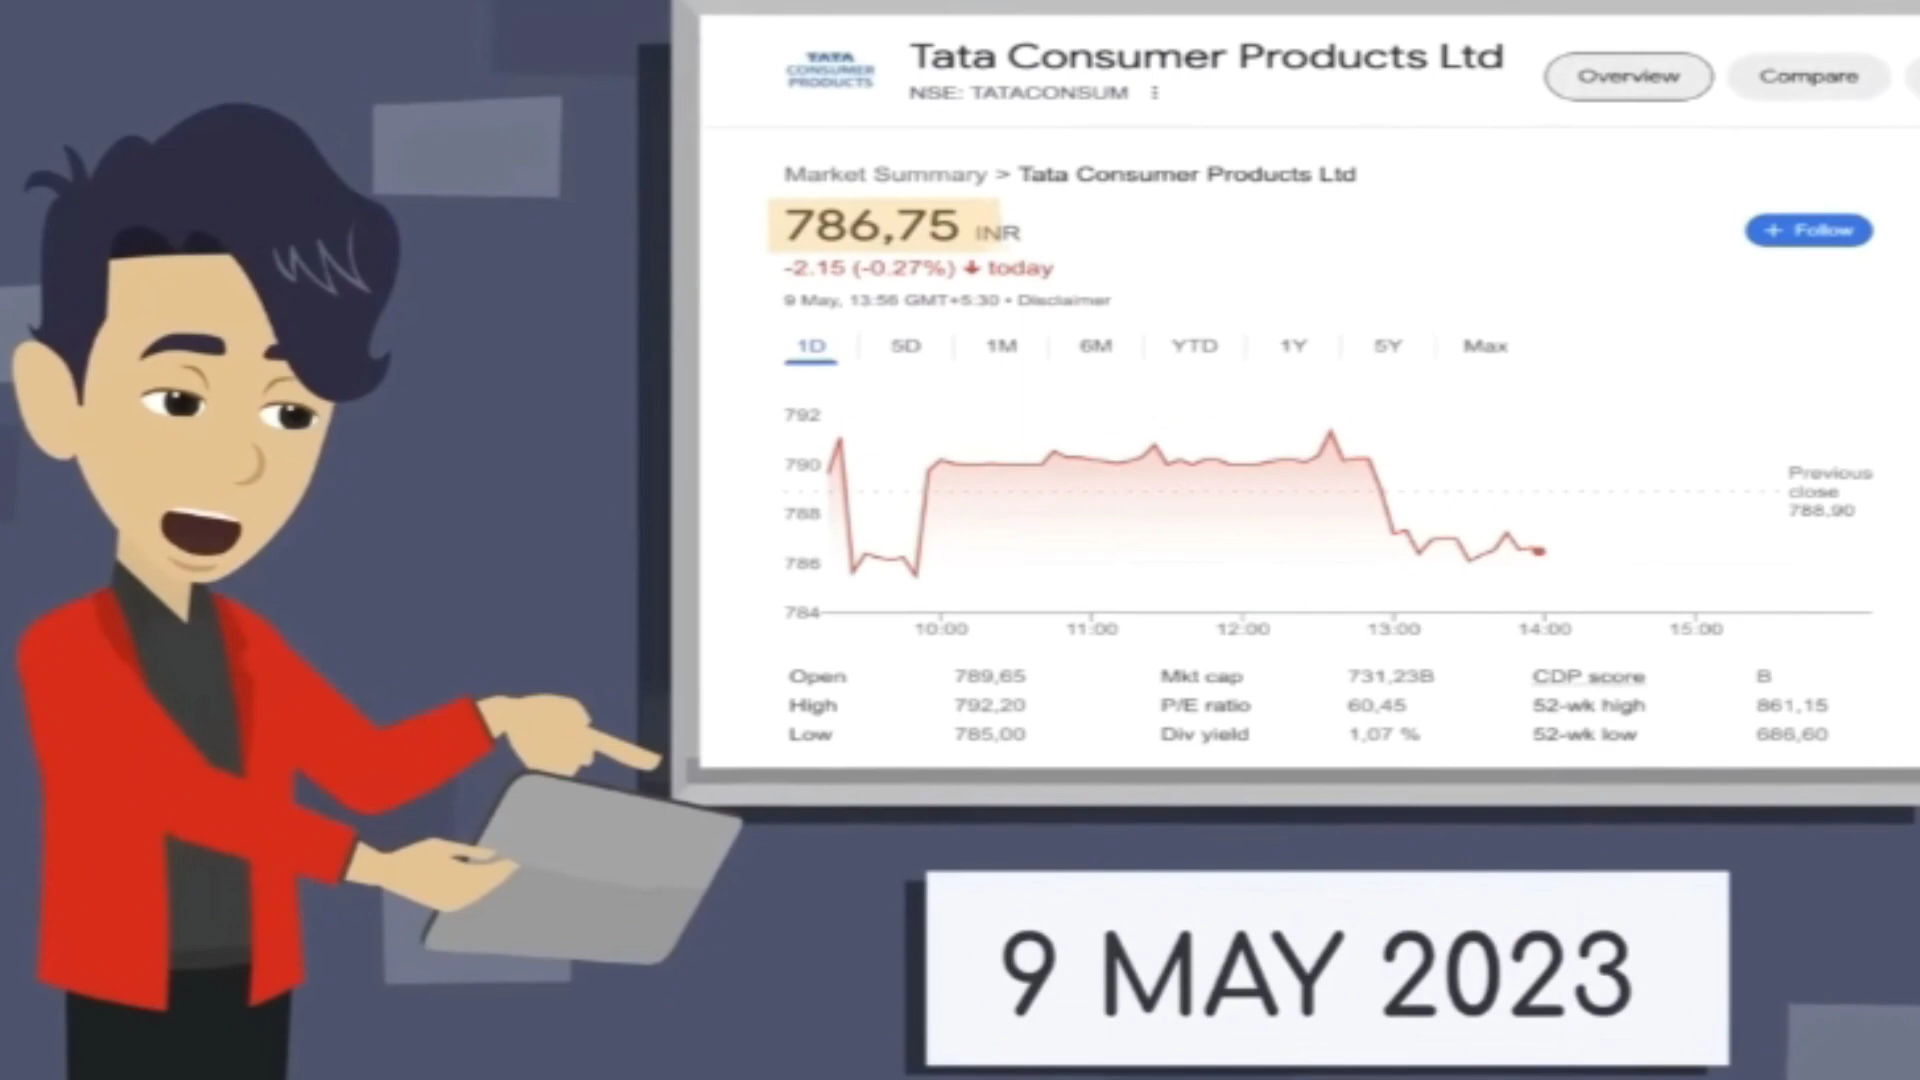 TATA
CONSUMER
PRODUCTS
Tata Consumer Products Ltd
NSE: TATACONSUM
Overview
Compare
Market Summary > Tata Consumer Products Ltd
786,75 INR
+ Follow
-2.15 (-0.27%) ↓ today
9 May, 13:56 GMT+5:30 • Disclaimer
1D 5D 1M 6M YTD 1Y 5Y Max
792
790
788
786
784
Previous
close
788,90
10:00 11:00 12:00 13:00 14:00 15:00
Open 789,65 Mkt cap 731,23B CDP score B
High 792,20 P/E ratio 60,45 52-wk high 861,15
Low 785,00 Div yield 1,07 % 52-wk low 686,60
9 MAY 2023